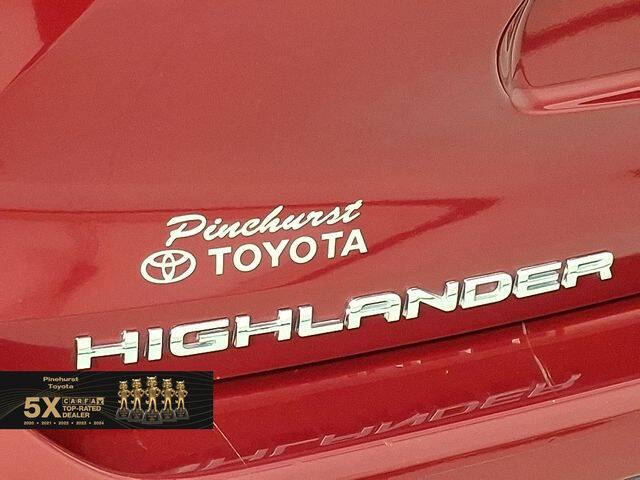 Pinehurst
TOYOTA
HIGHLANDER
Pinehurst
Toyota
5X CARFAX
TOP-RATED
DEALER
2020 • 2021 • 2022 • 2023 • 2024